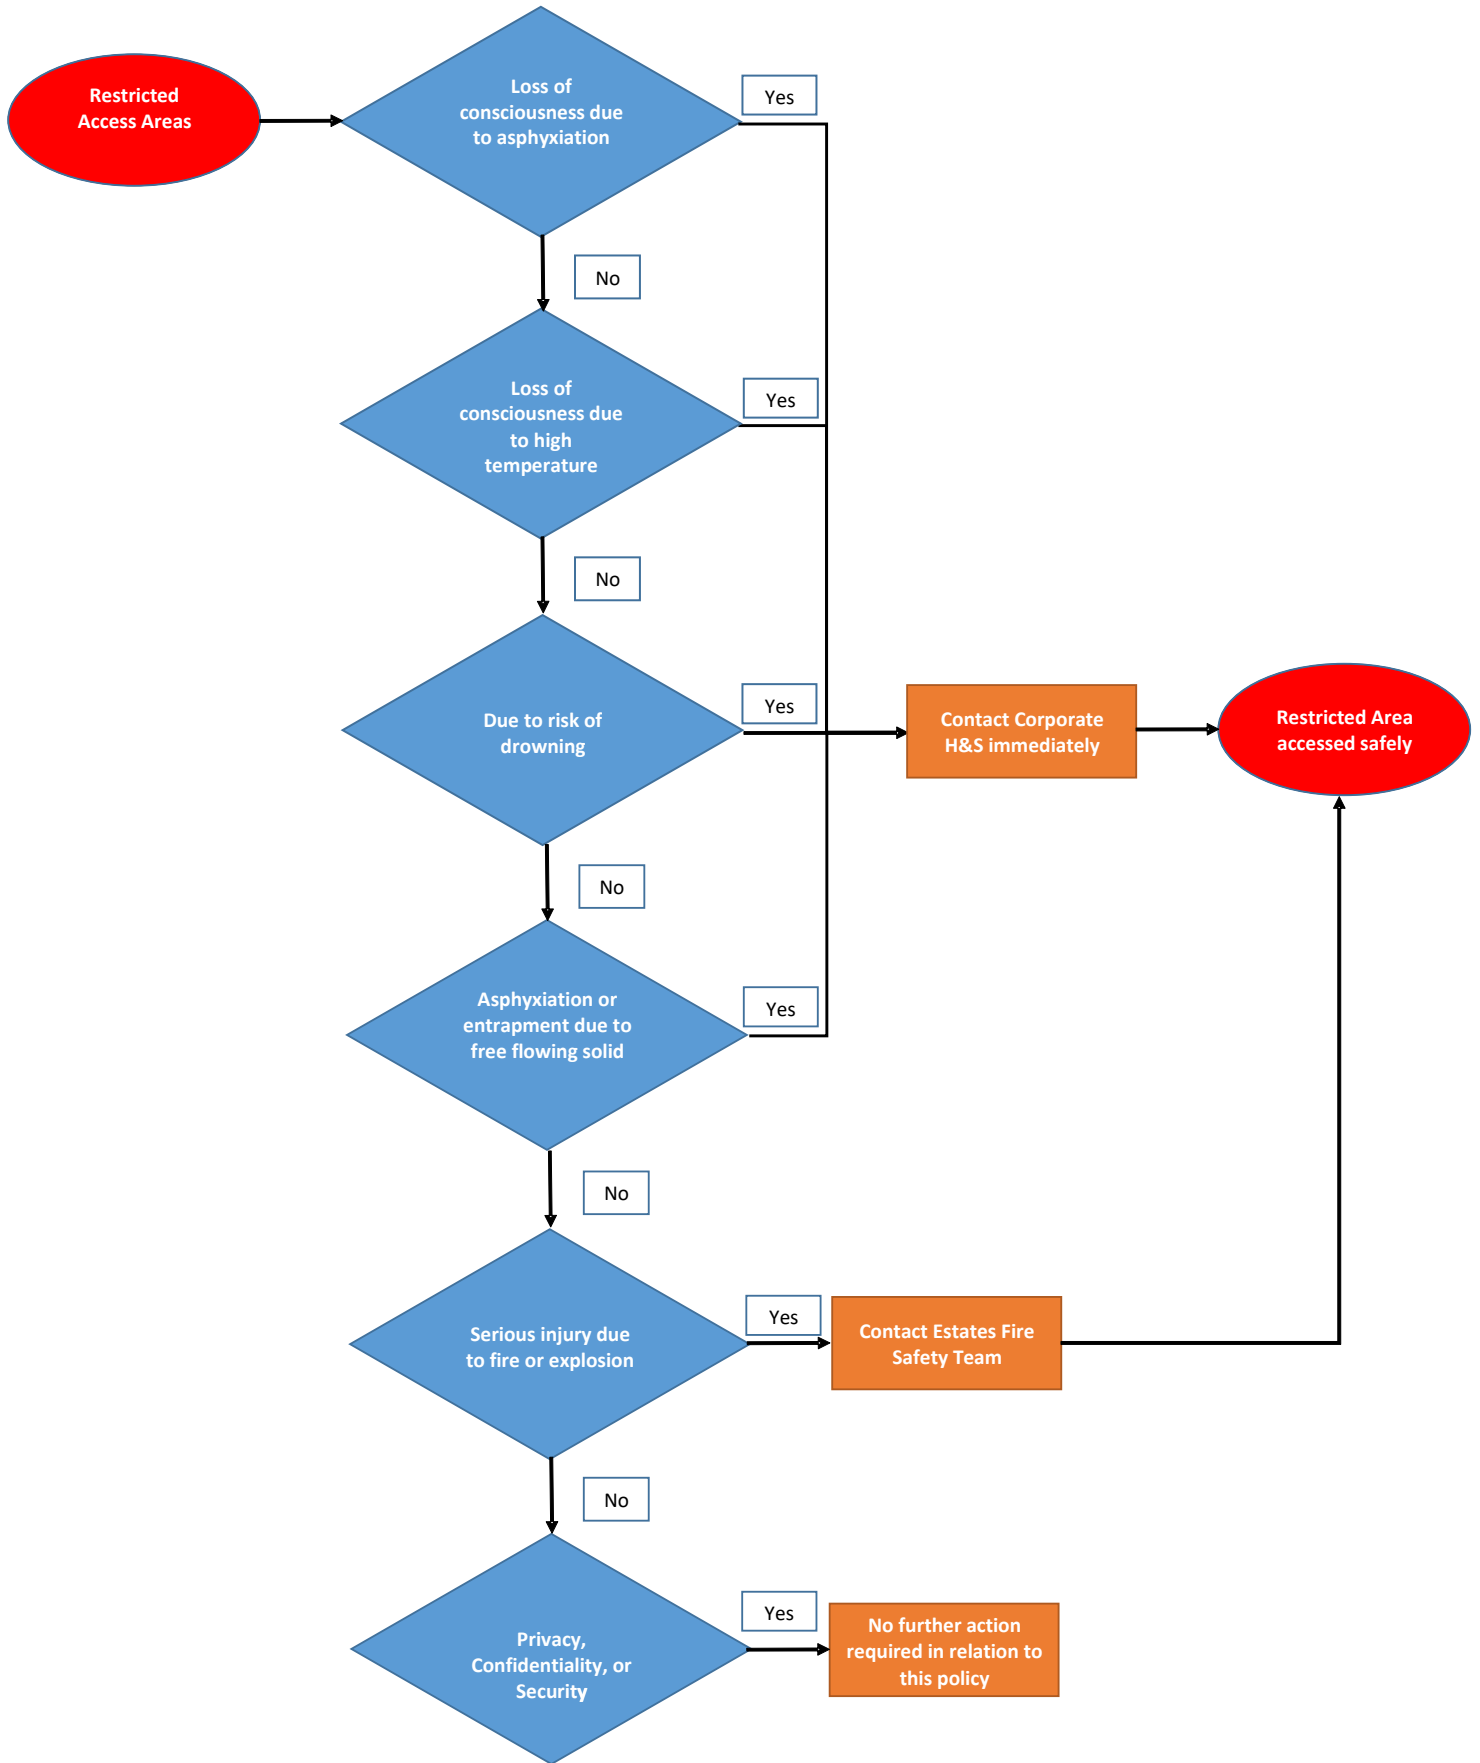 Restricted
Access Areas
Loss of
consciousness due
to asphyxiation
Yes
No
Loss of
consciousness due
to high
temperature
Yes
No
Due to risk of
drowning
Yes
Contact Corporate
H&S immediately
Restricted Area
accessed safely
No
Asphyxiation or
entrapment due to
free flowing solid
Yes
No
Serious injury due
to fire or explosion
Yes
Contact Estates Fire
Safety Team
No
Privacy,
Confidentiality, or
Security
Yes
No further action
required in relation to
this policy